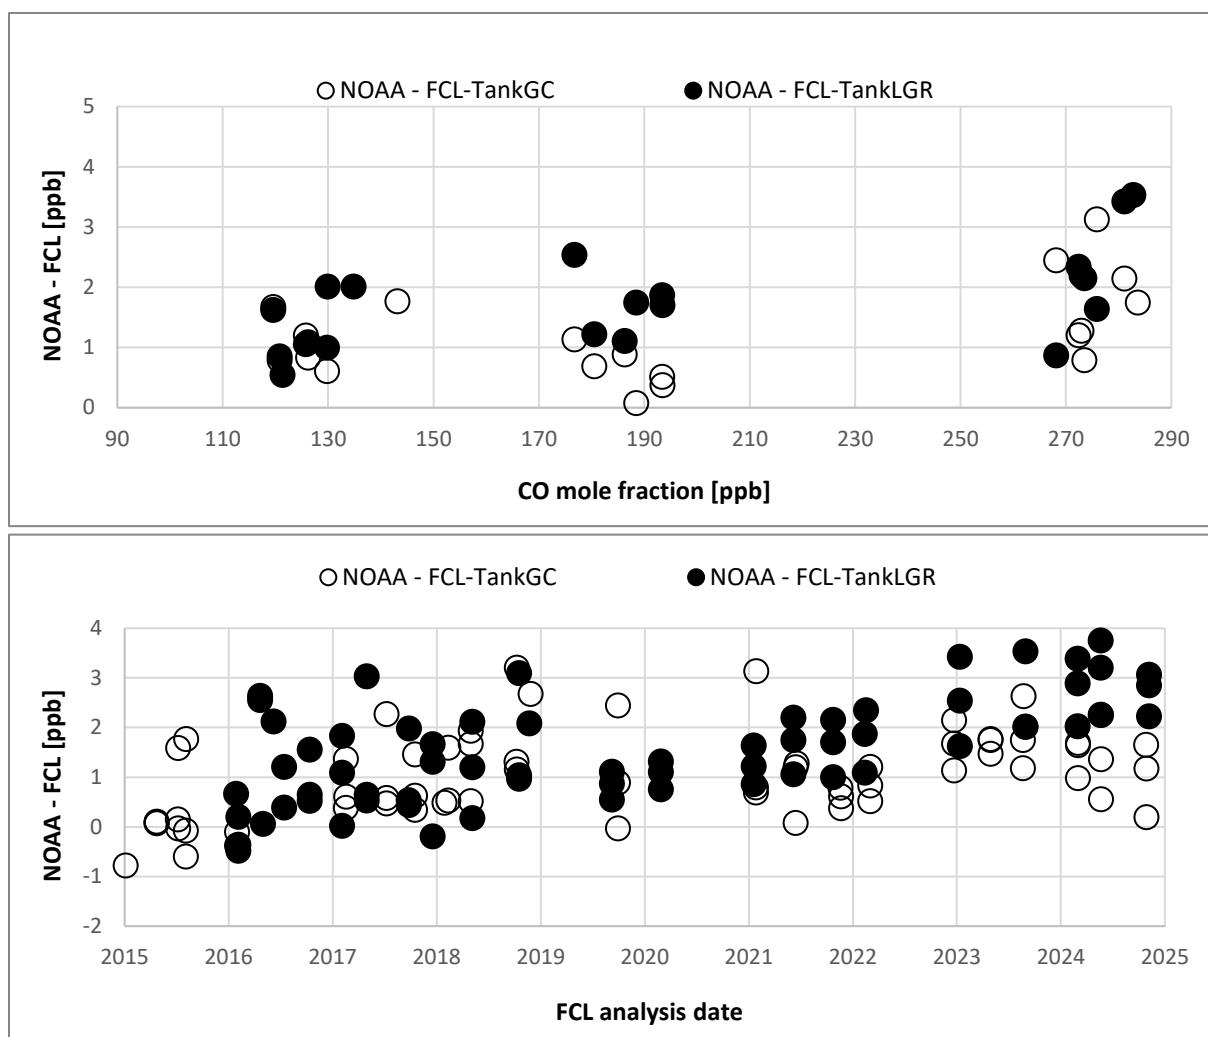 NOAA - FCL-TankGC NOAA - FCL-TankLGR
5
4
3
2
1
0
NOAA - FCL [ppb]
90 110 130 150 170 190 210 230 250 270 290
CO mole fraction [ppb]
NOAA - FCL-TankGC NOAA - FCL-TankLGR
4
3
2
1
0
-1
-2
NOAA - FCL [ppb]
2015 2016 2017 2018 2019 2020 2021 2022 2023 2024 2025
FCL analysis date